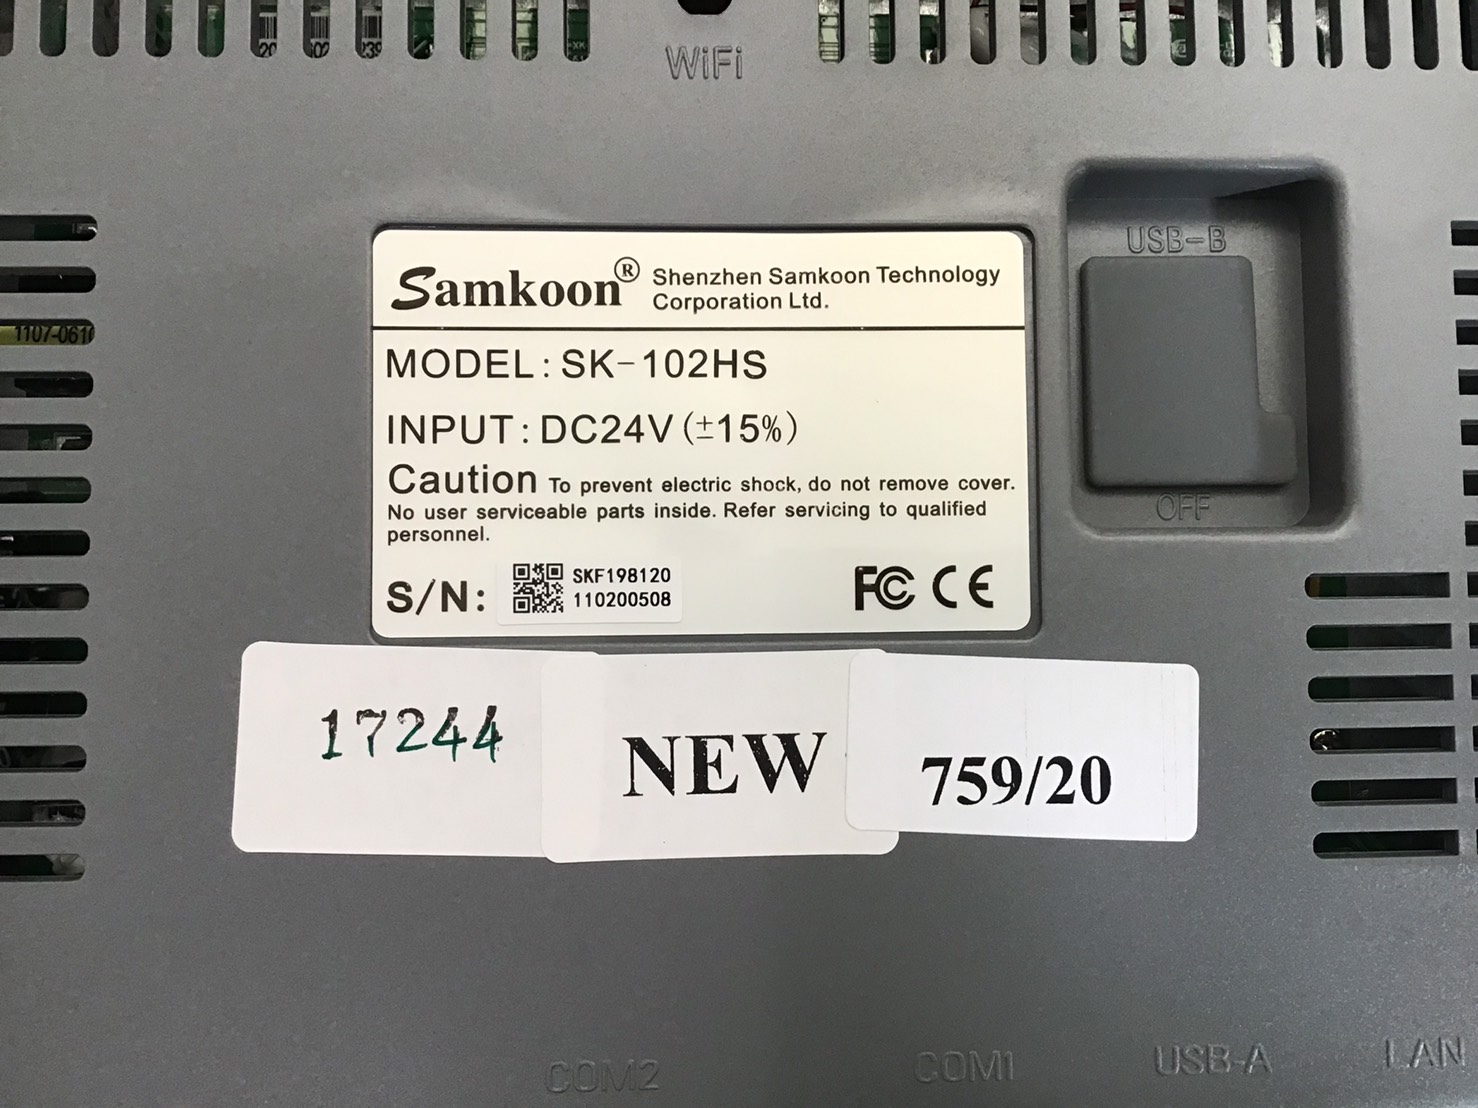 WiFi
1107-061
USB-B
OFF
Samkoon® Shenzhen Samkoon Technology
Corporation Ltd.
MODEL: SK-102HS
INPUT: DC24V (±15%)
Caution To prevent electric shock, do not remove cover.
No user serviceable parts inside. Refer servicing to qualified
personnel.
S/N: SKF198120
110200508
FC CE
17244
NEW
759/20
COM2
COM1
USB-A
LAN